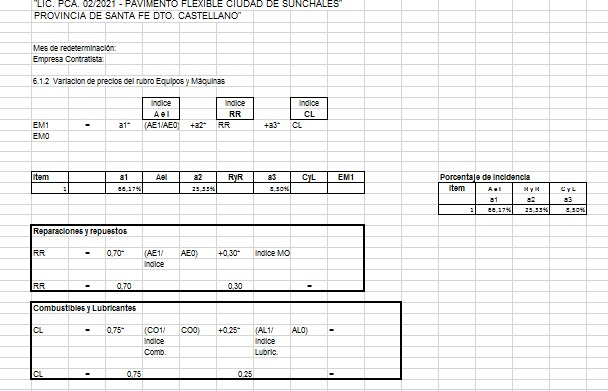 "LIC. PCA. 02/2021 - PAVIMENTO FLEXIBLE CIUDAD DE SUNCHALES"
PROVINCIA DE SANTA FE DTO. CASTELLANO"
Mes de redeterminación:
Empresa Contratista:
6.1.2 Variacion de precios del rubro Equipos y Máquinas
Indice Indice Indice
A e I RR CL
EM1 = a1* (AE1/AE0) +a2* RR +a3* CL
EM0
Item a1 AeI a2 RyR a3 CyL EM1
1 66,17% 25,33% 8,50%
Porcentaje de incidencia
Item A e I R y R C y L
a1 a2 a3
1 66,17% 25,33% 8,50%
Reparaciones y repuestos
RR = 0,70* (AE1/ AE0) +0,30* Indice MO
Indice
RR = 0,70 0,30 =
Combustibles y Lubricantes
CL = 0,75* (CO1/ CO0) +0,25* (AL1/ AL0) =
Indice Indice
Comb. Lubric.
CL = 0,75 0,25 =